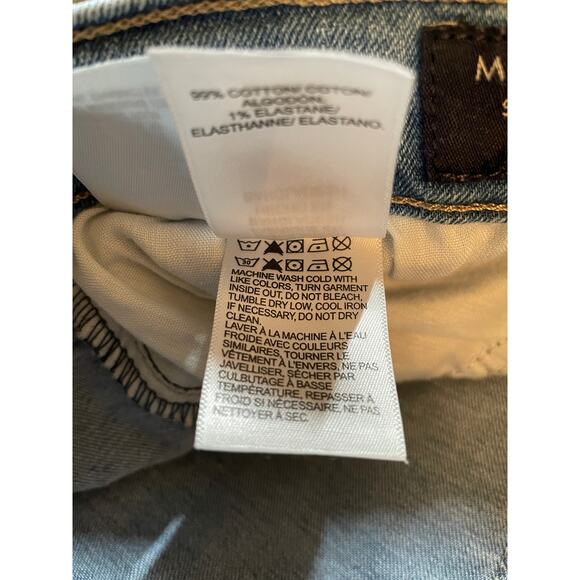 99% COTTON/ COTON/
ALGODÓN.
1% ELASTANE/
ELASTHANNE/ ELASTANO.
M
S
30
MACHINE WASH COLD WITH
LIKE COLORS, TURN GARMENT
INSIDE OUT, DO NOT BLEACH,
TUMBLE DRY LOW, COOL IRON
IF NECESSARY, DO NOT DRY
CLEAN.
LAVER À LA MACHINE À L'EAU
FROIDE AVEC COULEURS
SIMILAIRES, TOURNER LE
VÊTEMENT À L'ENVERS, NE PAS
JAVELLISER, SÉCHER PAR
CULBUTAGE À BASSE
TEMPÉRATURE, REPASSER À
FROID SI NÉCESSAIRE, NE PAS
NETTOYER À SEC.